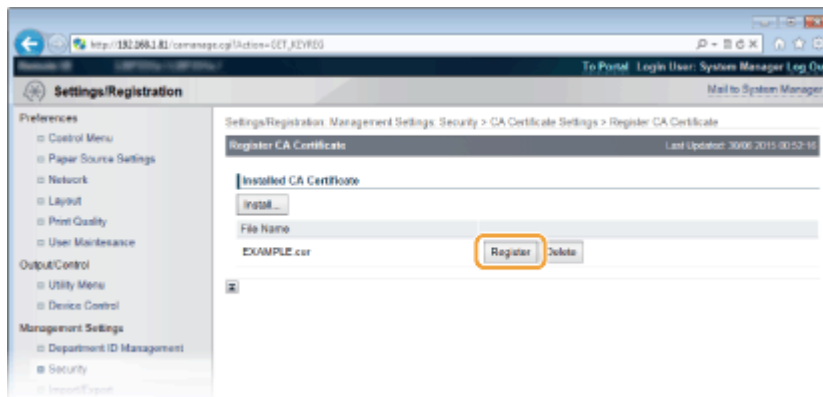 http://192.168.1.81/camanage.cgi?Action=GET_KEYREG
To Portal Login User: System Manager Log Ou
Settings/Registration
Mail to System Manager
Preferences
Control Menu
Paper Source Settings
Network
Layout
Print Quality
User Maintenance
Output/Control
Utility Menu
Device Control
Management Settings
Department ID Management
Security
Import/Export
Settings/Registration: Management Settings: Security > CA Certificate Settings > Register CA Certificate
Register CA Certificate
Last Updated: 30/06 2015 00:52:16
Installed CA Certificate
Install...
File Name
EXAMPLE.cer
Register
Delete